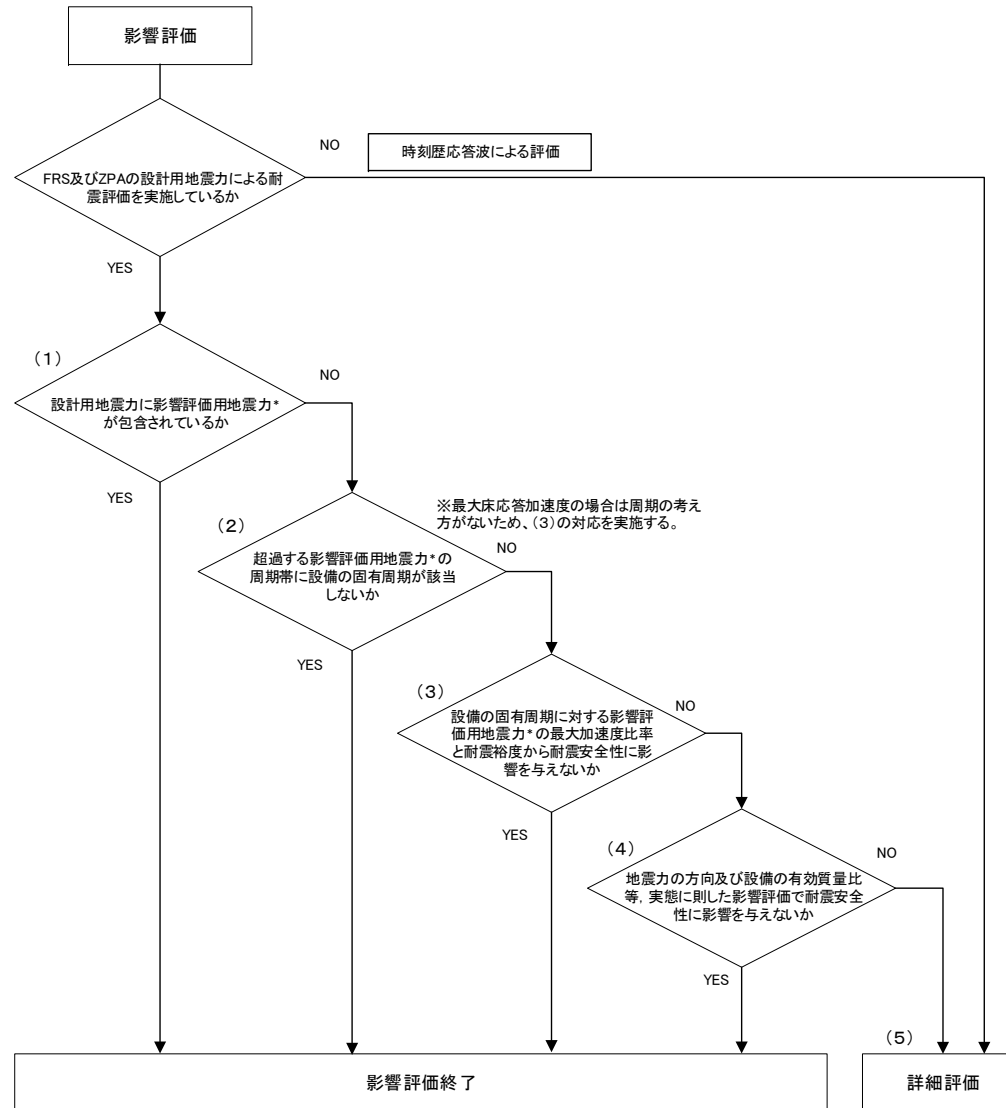 影響評価
NO
時刻歴応答波による評価
FRS及びZPAの設計用地震力による耐
震評価を実施しているか
YES
(1)
NO
設計用地震力に影響評価用地震力*
が包含されているか
YES
※最大床応答加速度の場合は周期の考え
方がないため、(3)の対応を実施する。
(2)
NO
超過する影響評価用地震力*の
周期帯に設備の固有周期が該当
しないか
YES
(3)
NO
設備の固有周期に対する影響評
価用地震力*の最大加速度比率
と耐震裕度から耐震安全性に影
響を与えないか
YES
(4)
NO
地震力の方向及び設備の有効質量比
等，実態に則した影響評価で耐震安全
性に影響を与えないか
YES
(5)
影響評価終了
詳細評価